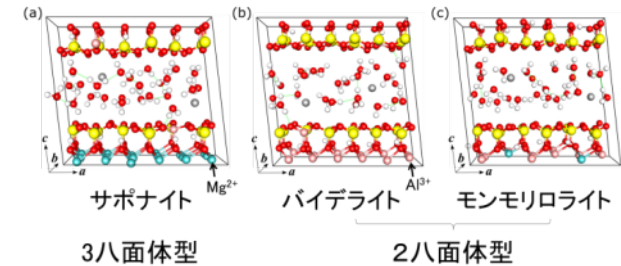 (a) (b) (c)
c b a c b a c b a
Mg²⁺ Al³⁺
サポナイト バイデライト モンモリロライト
3八面体型 2八面体型